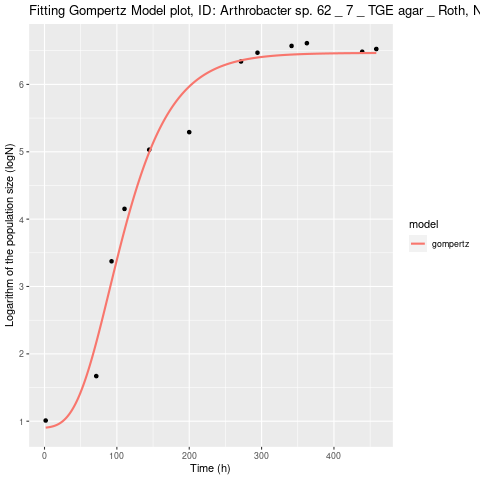 Fitting Gompertz Model plot, ID: Arthrobacter sp. 62 _ 7 _ TGE agar _ Roth, N
Logarithm of the population size (logN)
6
5
4
3
2
1
0 100 200 300 400
Time (h)
model
gompertz